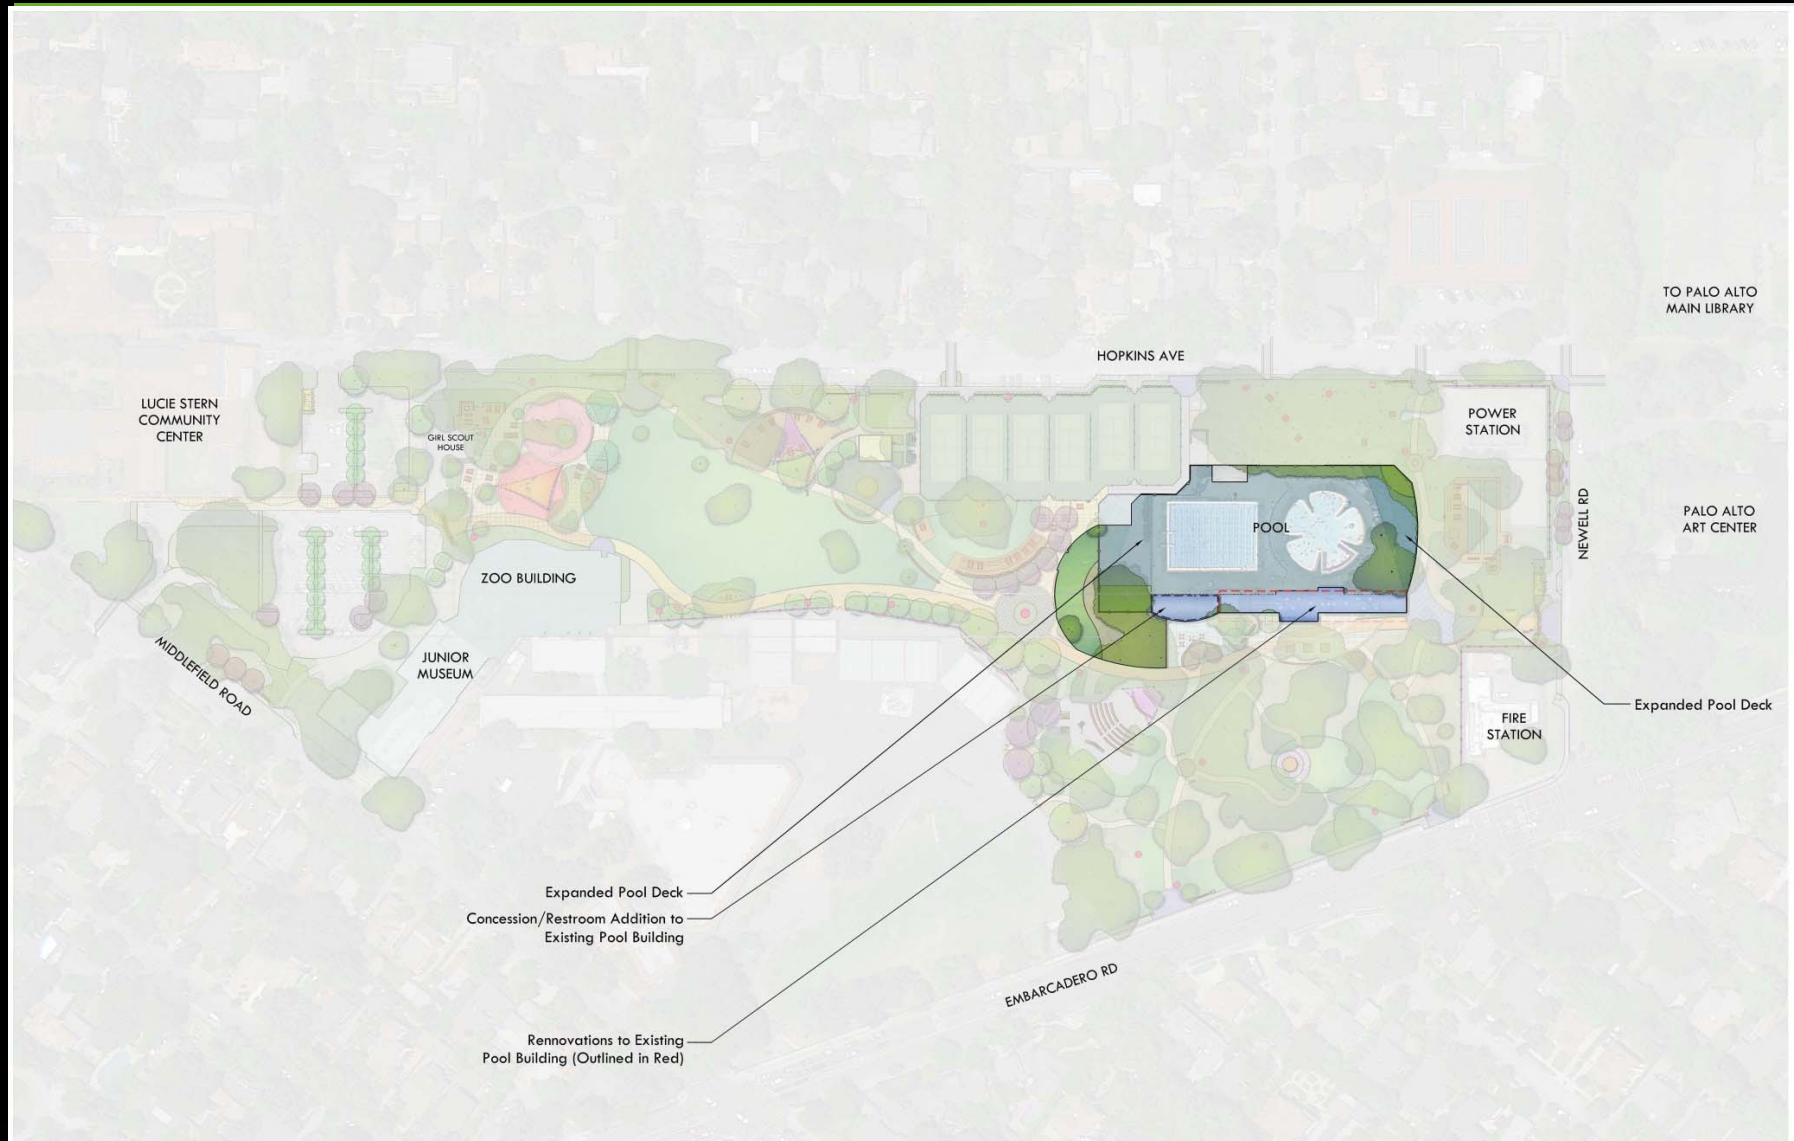 TO PALO ALTO
MAIN LIBRARY
HOPKINS AVE
LUCIE STERN
COMMUNITY
CENTER
GIRL SCOUT
HOUSE
POWER
STATION
PALO ALTO
ART CENTER
NEWELL RD
POOL
ZOO BUILDING
JUNIOR
MUSEUM
MIDDLEFIELD ROAD
Expanded Pool Deck
FIRE
STATION
Expanded Pool Deck
Concession/Restroom Addition to
Existing Pool Building
EMBARCADERO RD
Rennovations to Existing
Pool Building (Outlined in Red)